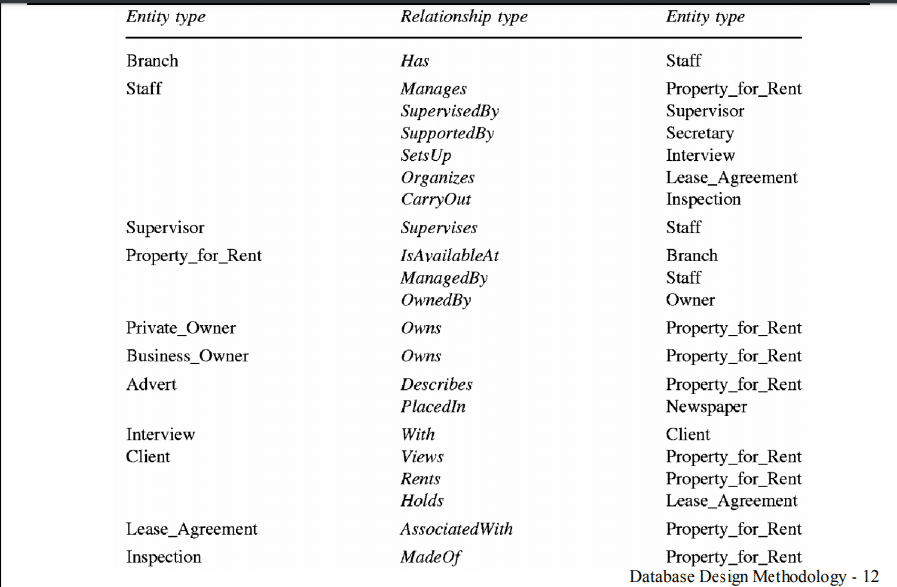 Entity type Relationship type Entity type
Branch Has Staff
Staff Manages Property_for_Rent
SupervisedBy Supervisor
SupportedBy Secretary
SetsUp Interview
Organizes Lease_Agreement
CarryOut Inspection
Supervisor Supervises Staff
Property_for_Rent IsAvailableAt Branch
ManagedBy Staff
OwnedBy Owner
Private_Owner Owns Property_for_Rent
Business_Owner Owns Property_for_Rent
Advert Describes Property_for_Rent
PlacedIn Newspaper
Interview With Client
Client Views Property_for_Rent
Rents Property_for_Rent
Holds Lease_Agreement
Lease_Agreement AssociatedWith Property_for_Rent
Inspection MadeOf Property_for_Rent
Database Design Methodology - 12